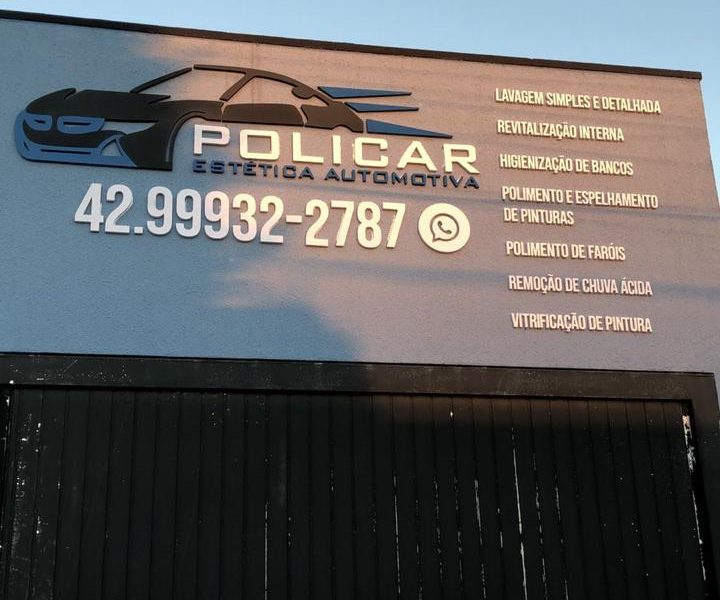 POLICAR
ESTÉTICA AUTOMOTIVA
42.99932-2787
LAVAGEM SIMPLES E DETALHADA
REVITALIZAÇÃO INTERNA
HIGIENIZAÇÃO DE BANCOS
POLIMENTO E ESPELHAMENTO
DE PINTURAS
POLIMENTO DE FARÓIS
REMOÇÃO DE CHUVA ÁCIDA
VITRIFICAÇÃO DE PINTURA